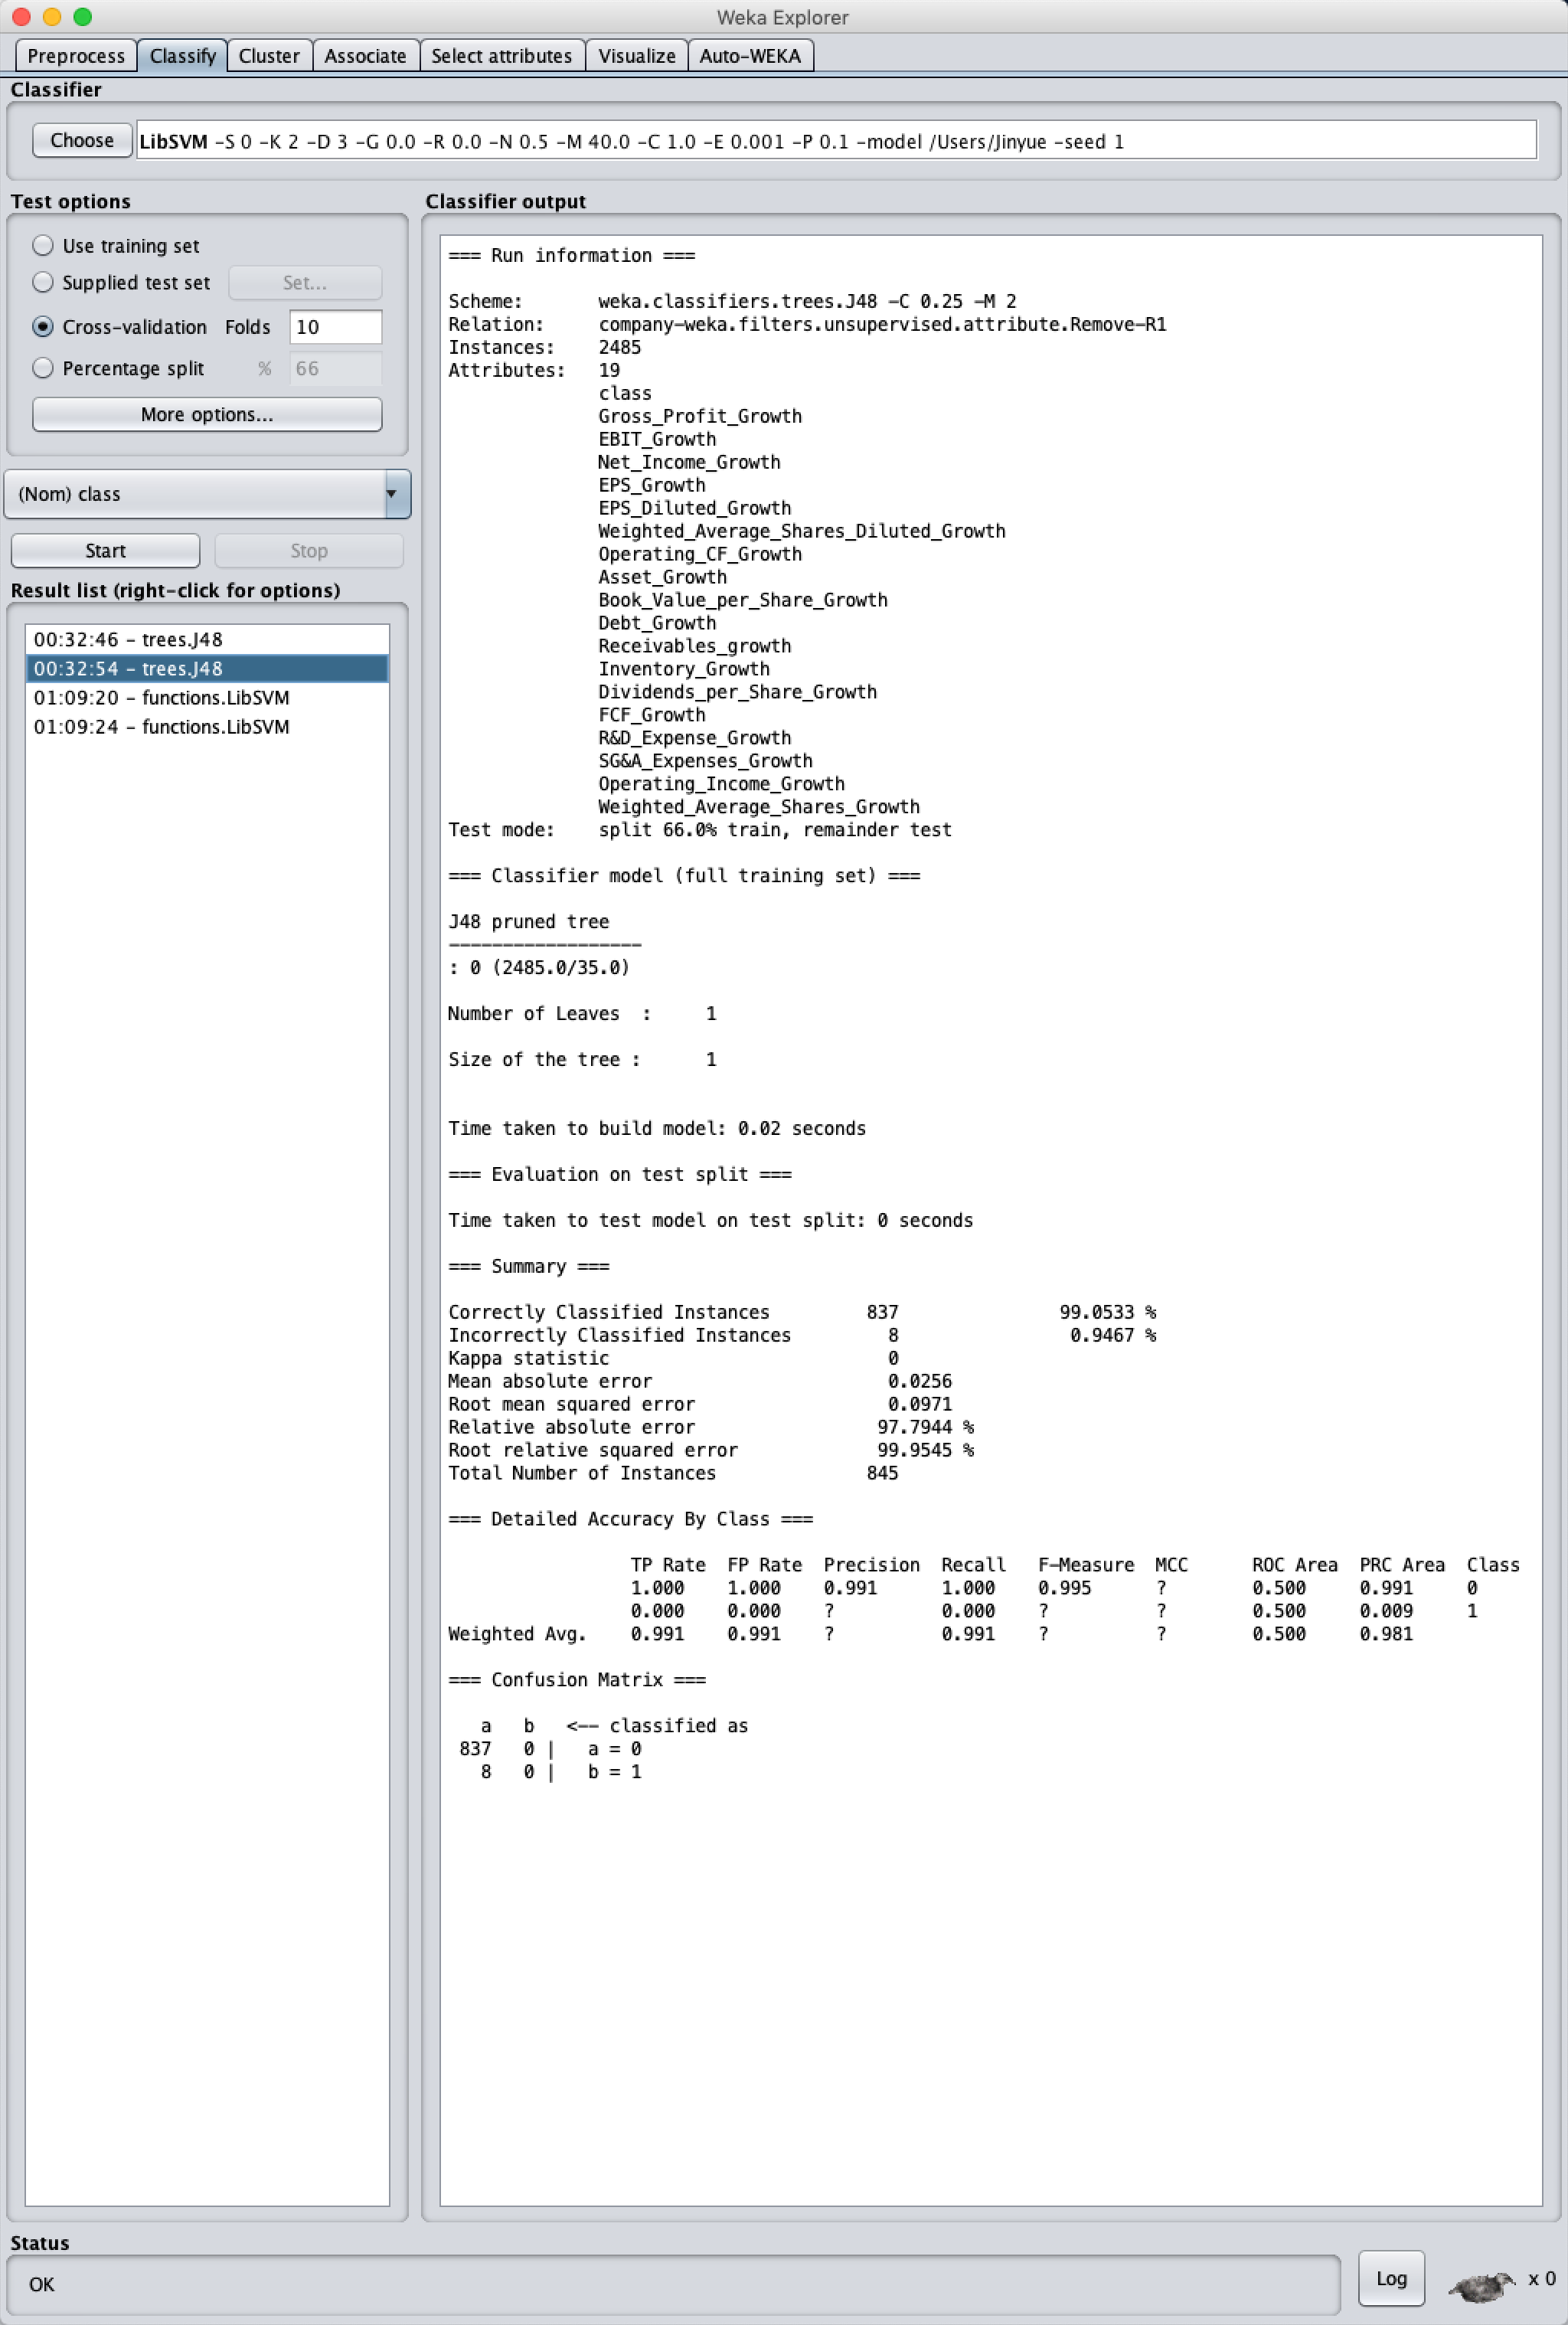 Weka Explorer
Preprocess Classify Cluster Associate Select attributes Visualize Auto-WEKA
Classifier
Choose LibSVM -S 0 -K 2 -D 3 -G 0.0 -R 0.0 -N 0.5 -M 40.0 -C 1.0 -E 0.001 -P 0.1 -model /Users/Jinyue -seed 1
Test options
Use training set
Supplied test set Set...
Cross-validation Folds 10
Percentage split % 66
More options...
(Nom) class
Start Stop
Result list (right-click for options)
00:32:46 - trees.J48
00:32:54 - trees.J48
01:09:20 - functions.LibSVM
01:09:24 - functions.LibSVM
Classifier output
=== Run information ===
Scheme: weka.classifiers.trees.J48 -C 0.25 -M 2
Relation: company-weka.filters.unsupervised.attribute.Remove-R1
Instances: 2485
Attributes: 19
class
Gross_Profit_Growth
EBIT_Growth
Net_Income_Growth
EPS_Growth
EPS_Diluted_Growth
Weighted_Average_Shares_Diluted_Growth
Operating_CF_Growth
Asset_Growth
Book_Value_per_Share_Growth
Debt_Growth
Receivables_growth
Inventory_Growth
Dividends_per_Share_Growth
FCF_Growth
R&D_Expense_Growth
SG&A_Expenses_Growth
Operating_Income_Growth
Weighted_Average_Shares_Growth
Test mode: split 66.0% train, remainder test
=== Classifier model (full training set) ===
J48 pruned tree
------------------
: 0 (2485.0/35.0)
Number of Leaves : 1
Size of the tree : 1
Time taken to build model: 0.02 seconds
=== Evaluation on test split ===
Time taken to test model on test split: 0 seconds
=== Summary ===
Correctly Classified Instances 837 99.0533 %
Incorrectly Classified Instances 8 0.9467 %
Kappa statistic 0
Mean absolute error 0.0256
Root mean squared error 0.0971
Relative absolute error 97.7944 %
Root relative squared error 99.9545 %
Total Number of Instances 845
=== Detailed Accuracy By Class ===
TP Rate FP Rate Precision Recall F-Measure MCC ROC Area PRC Area Class
1.000 1.000 0.991 1.000 0.995 ? 0.500 0.991 0
0.000 0.000 ? 0.000 ? ? 0.500 0.009 1
Weighted Avg. 0.991 0.991 ? 0.991 ? ? 0.500 0.981
=== Confusion Matrix ===
a b <-- classified as
837 0 | a = 0
8 0 | b = 1
Status
OK
Log
x 0